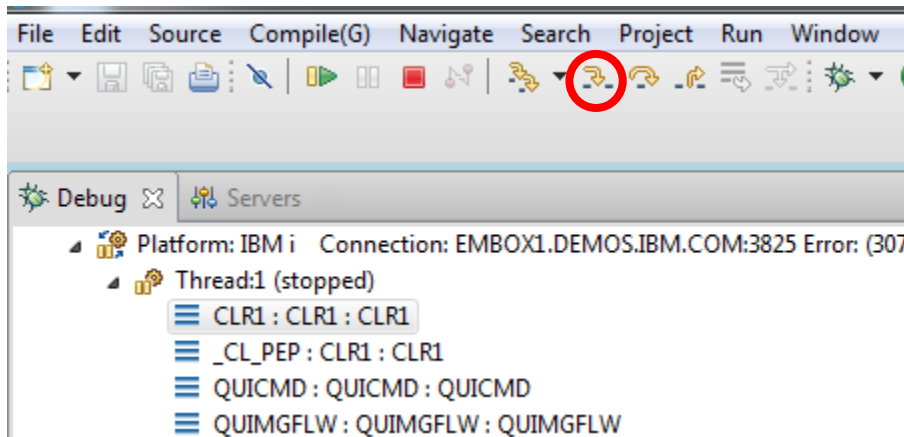 File Edit Source Compile(G) Navigate Search Project Run Window
Debug Servers
Platform: IBM i Connection: EMBOX1.DEMOS.IBM.COM:3825 Error: (307
Thread:1 (stopped)
CLR1 : CLR1 : CLR1
_CL_PEP : CLR1 : CLR1
QUICMD : QUICMD : QUICMD
QUIMGFLW : QUIMGFLW : QUIMGFLW